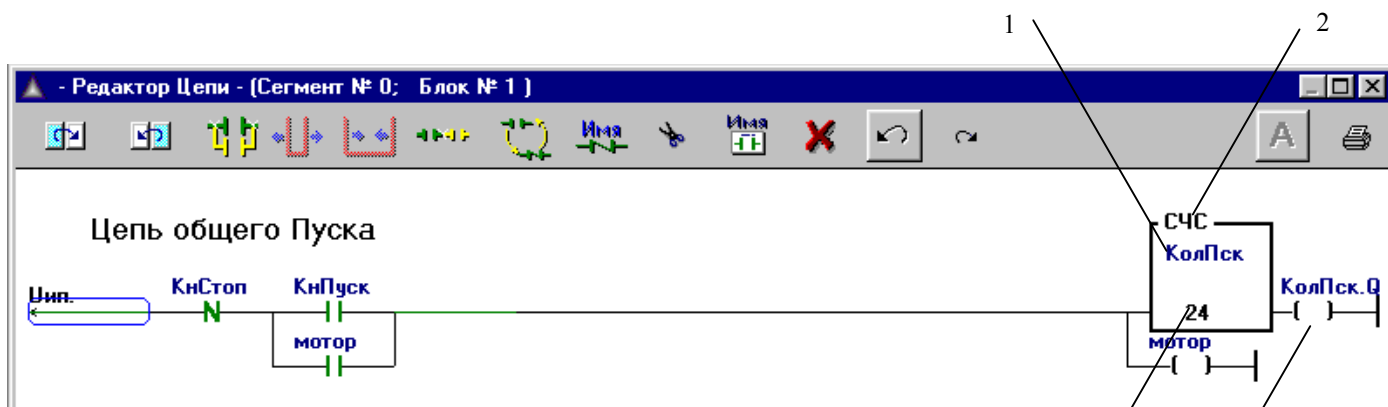 1 2
- Редактор Цепи - (Сегмент № 0; Блок № 1 )
Имя Имя A
Цепь общего Пуска
СЧС
КолПск
Цип. КнСтоп КнПуск КолПск.Q
N 24
мотор мотор